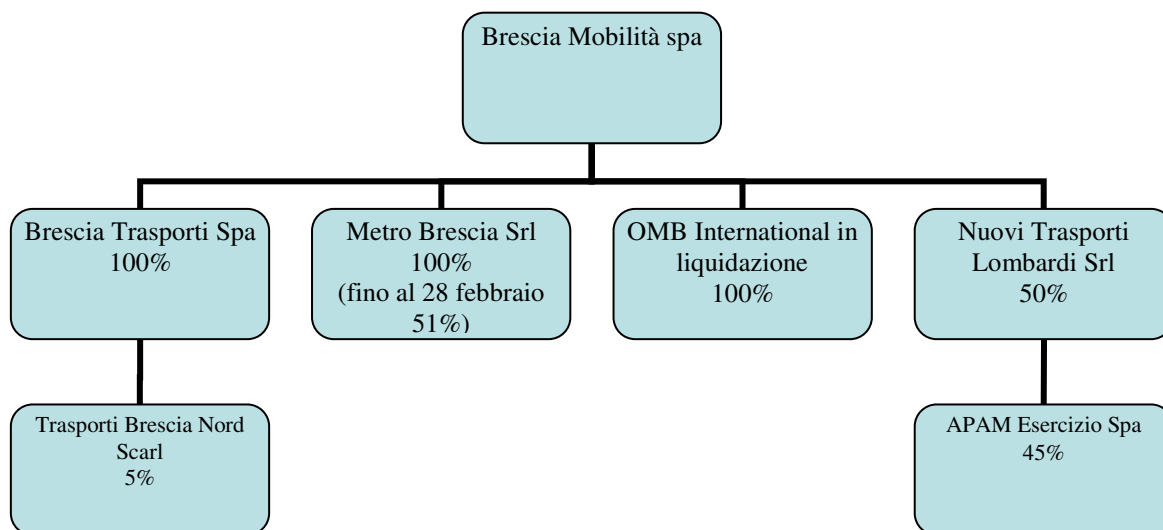 Brescia Mobilità spa
Brescia Trasporti Spa
100%
Metro Brescia Srl
100%
(fino al 28 febbraio
51%)
OMB International in
liquidazione
100%
Nuovi Trasporti
Lombardi Srl
50%
Trasporti Brescia Nord
Scarl
5%
APAM Esercizio Spa
45%